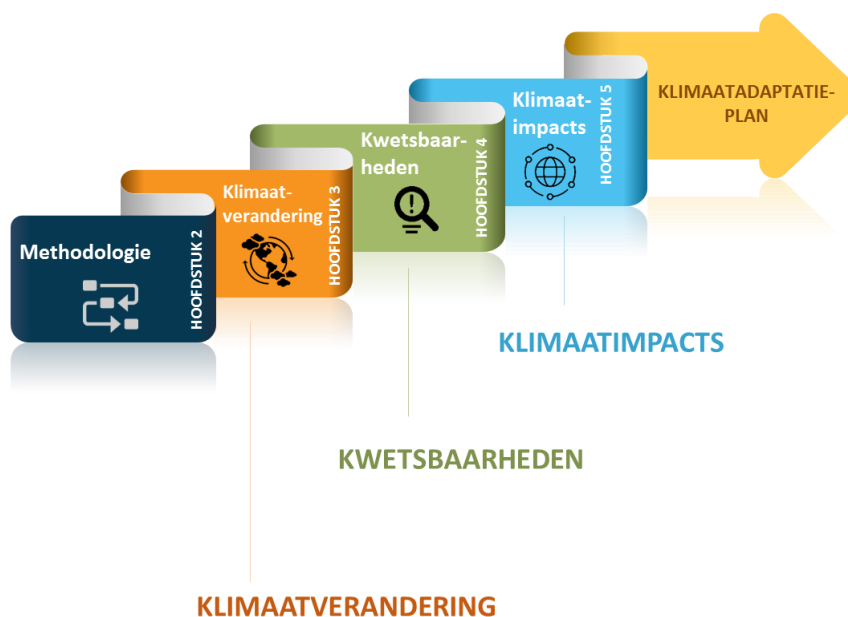 Methodologie
HOOFDSTUK 2
Klimaat-
verandering
HOOFDSTUK 3
Kwetsbaar-
heden
HOOFDSTUK 4
Klimaat-
impacts
HOOFDSTUK 5
KLIMAATADAPTATIE-
PLAN
KLIMAATIMPACTS
KWETSBAARHEDEN
KLIMAATVERANDERING